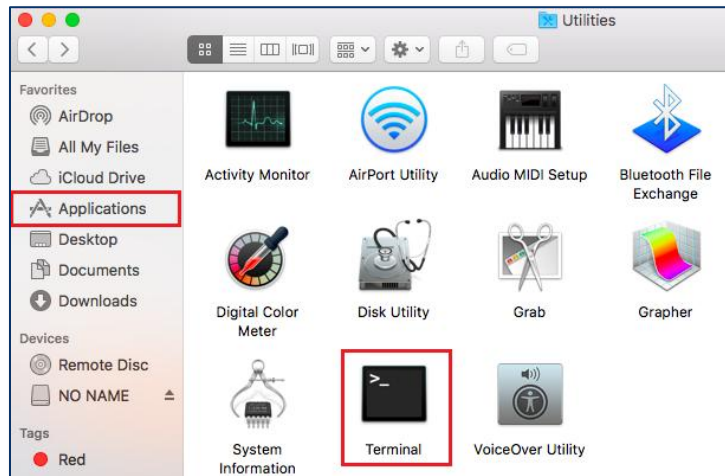 Utilities
Favorites
AirDrop
All My Files
iCloud Drive
Applications
Desktop
Documents
Downloads
Devices
Remote Disc
NO NAME
Tags
Red
Activity Monitor
AirPort Utility
Audio MIDI Setup
Bluetooth File
Exchange
Digital Color
Meter
Disk Utility
Grab
Grapher
>_
System
Information
Terminal
VoiceOver Utility